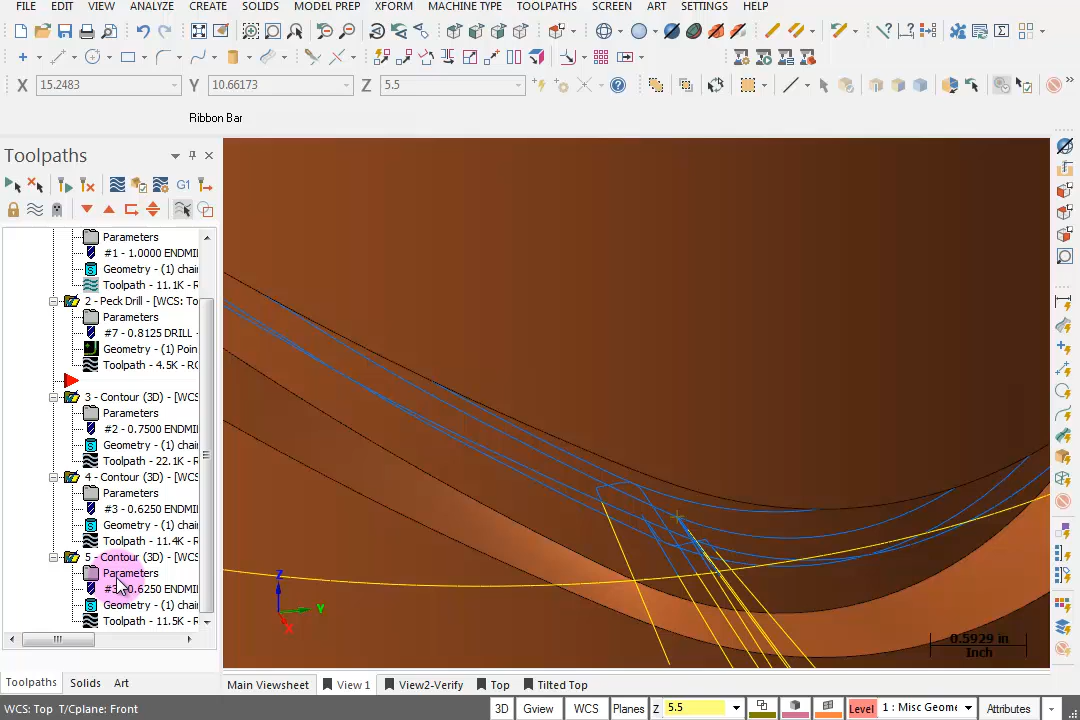 FILE EDIT VIEW ANALYZE CREATE SOLIDS MODEL PREP XFORM MACHINE TYPE TOOLPATHS SCREEN ART SETTINGS HELP
X 15.2483 Y 10.66173 Z 5.5
Ribbon Bar
Toolpaths
G1
Parameters
#1 - 1.0000 ENDMI
Geometry - (1) chai
Toolpath - 11.1K - R
2 - Peck Drill - [WCS: To
Parameters
#7 - 0.8125 DRILL -
Geometry - (1) Poin
Toolpath - 4.5K - RO
3 - Contour (3D) - [WCS
Parameters
#2 - 0.7500 ENDMI
Geometry - (1) chai
Toolpath - 22.1K - R
4 - Contour (3D) - [WCS
Parameters
#3 - 0.6250 ENDMI
Geometry - (1) chai
Toolpath - 11.4K - R
5 - Contour (3D) - [WCS
Parameters
#3 - 0.6250 ENDMI
Geometry - (1) chai
Toolpath - 11.5K - R
Z
Y
X
0.5929 in
Inch
Toolpaths Solids Art
Main Viewsheet View 1 View2-Verify Top Tilted Top
WCS: Top T/Cplane: Front 3D Gview WCS Planes Z 5.5 Level 1 : Misc Geome Attributes